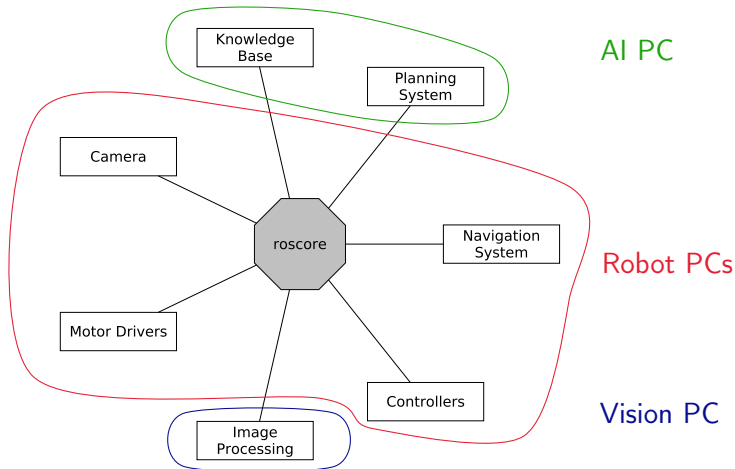 Knowledge
Base
AI PC
Planning
System
Camera
roscore
Navigation
System
Robot PCs
Motor Drivers
Controllers
Vision PC
Image
Processing